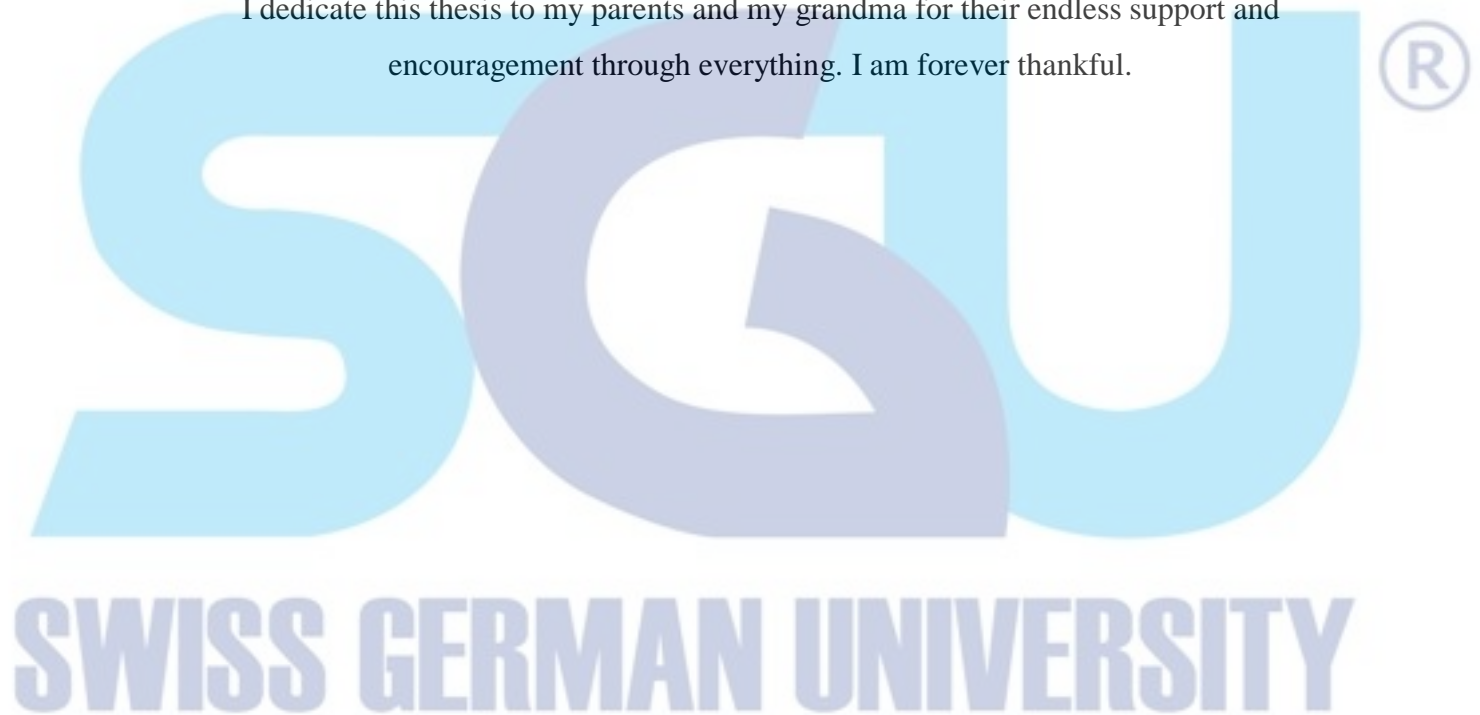 I dedicate this thesis to my parents and my grandma for their endless support and
encouragement through everything. I am forever thankful.
SGU ®
SWISS GERMAN UNIVERSITY